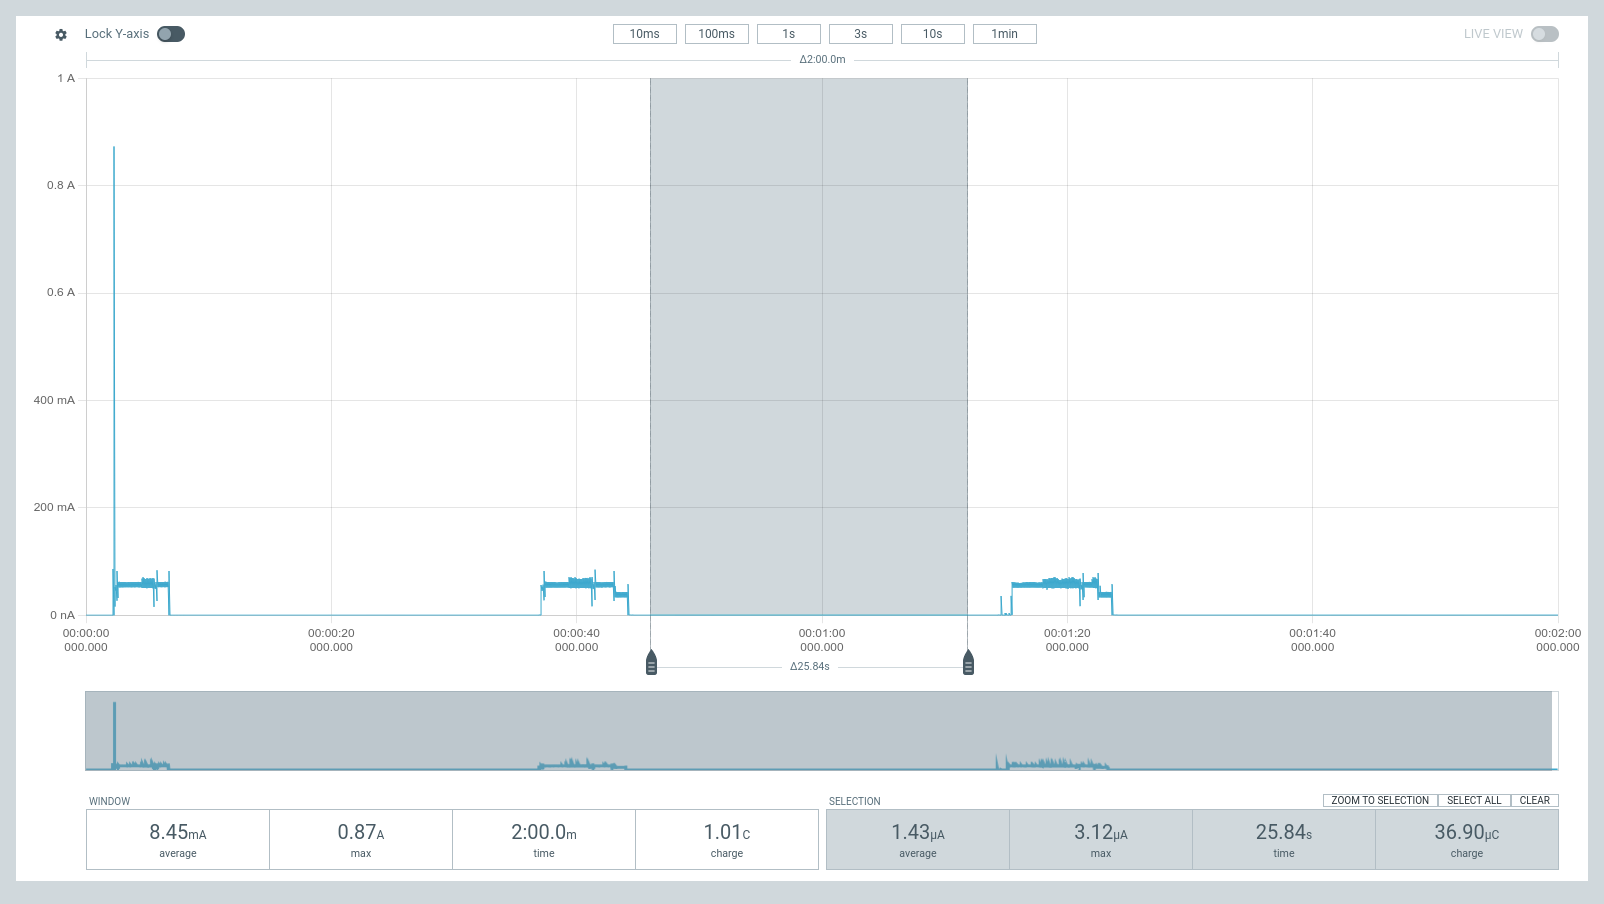 Lock Y-axis
10ms 100ms 1s 3s 10s 1min
LIVE VIEW
Δ2:00.0m
1 A
0.8 A
0.6 A
400 mA
200 mA
0 nA
00:00:00 00:00:20 00:00:40 00:01:00 00:01:20 00:01:40 00:02:00
000.000 000.000 000.000 000.000 000.000 000.000 000.000
Δ25.84s
WINDOW
8.45mA 0.87A 2:00.0m 1.01C
average max time charge
SELECTION
ZOOM TO SELECTION SELECT ALL CLEAR
1.43μA 3.12μA 25.84s 36.90μC
average max time charge